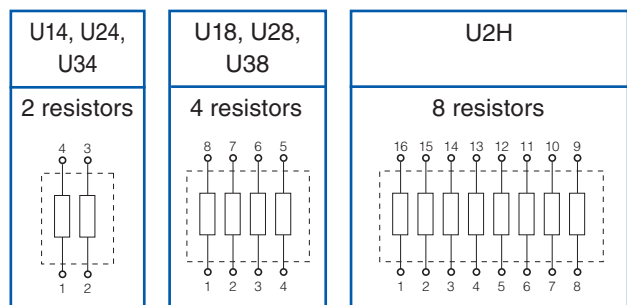 U14, U24,
U34
2 resistors
4 3
1 2
U18, U28,
U38
4 resistors
8 7 6 5
1 2 3 4
U2H
8 resistors
16 15 14 13 12 11 10 9
1 2 3 4 5 6 7 8